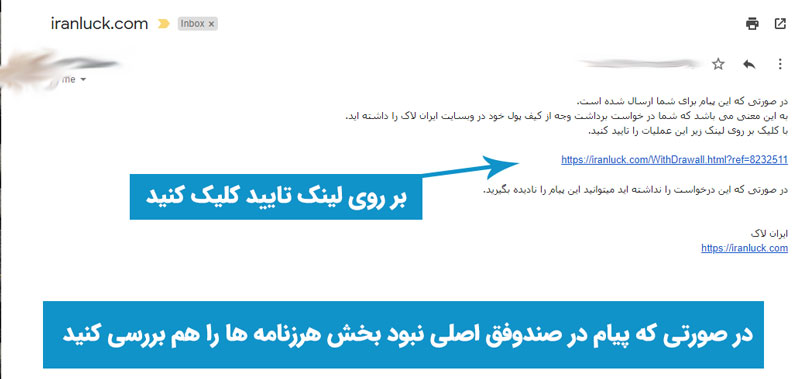 iranluck.com
Inbox x
me
در صورتی که این پیام برای شما ارسال شده است.
به این معنی می باشد که شما در خواست برداشت وجه از کیف پول خود در وبسایت ایران لاک را داشته اید.
با کلیک بر روی لینک زیر این عملیات را تایید کنید.
https://iranluck.com/WithDrawall.html?ref=8232511
بر روی لینک تایید کلیک کنید
در صورتی که این درخواست را نداشته اید میتوانید این پیام را نادیده بگیرید.
ایران لاک
https://iranluck.com
در صورتی که پیام در صندوفق اصلی نبود بخش هرزنامه ها را هم بررسی کنید